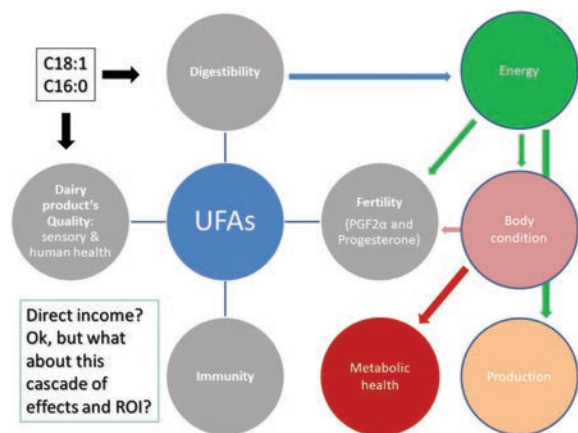 C18:1
C16:0
Digestibility
Energy
Dairy
product's
Quality:
sensory &
human health
UFAs
Fertility
(PGF2α and
Progesterone)
Body
condition
Direct income?
Ok, but what
about this
cascade of
effects and ROI?
Immunity
Metabolic
health
Production